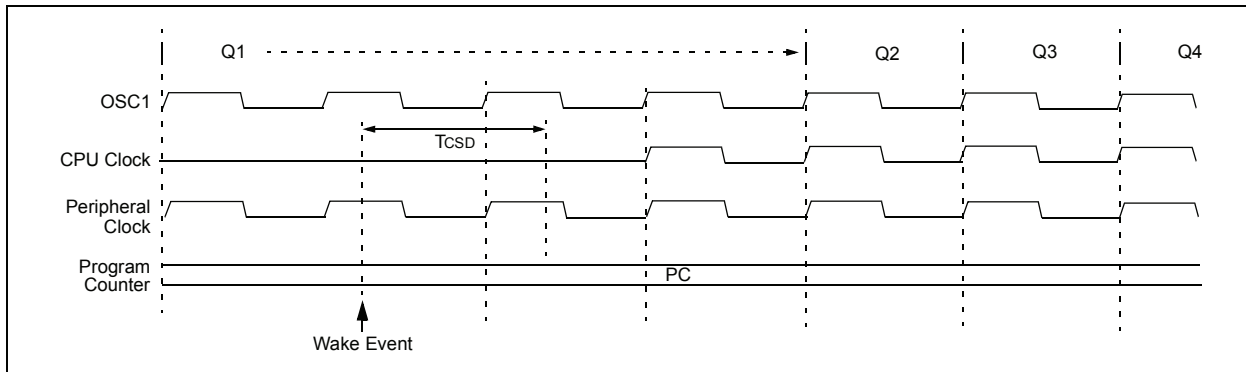 Q1 Q2 Q3 Q4
OSC1
TCSD
CPU Clock
Peripheral
Clock
Program
Counter
PC
Wake Event